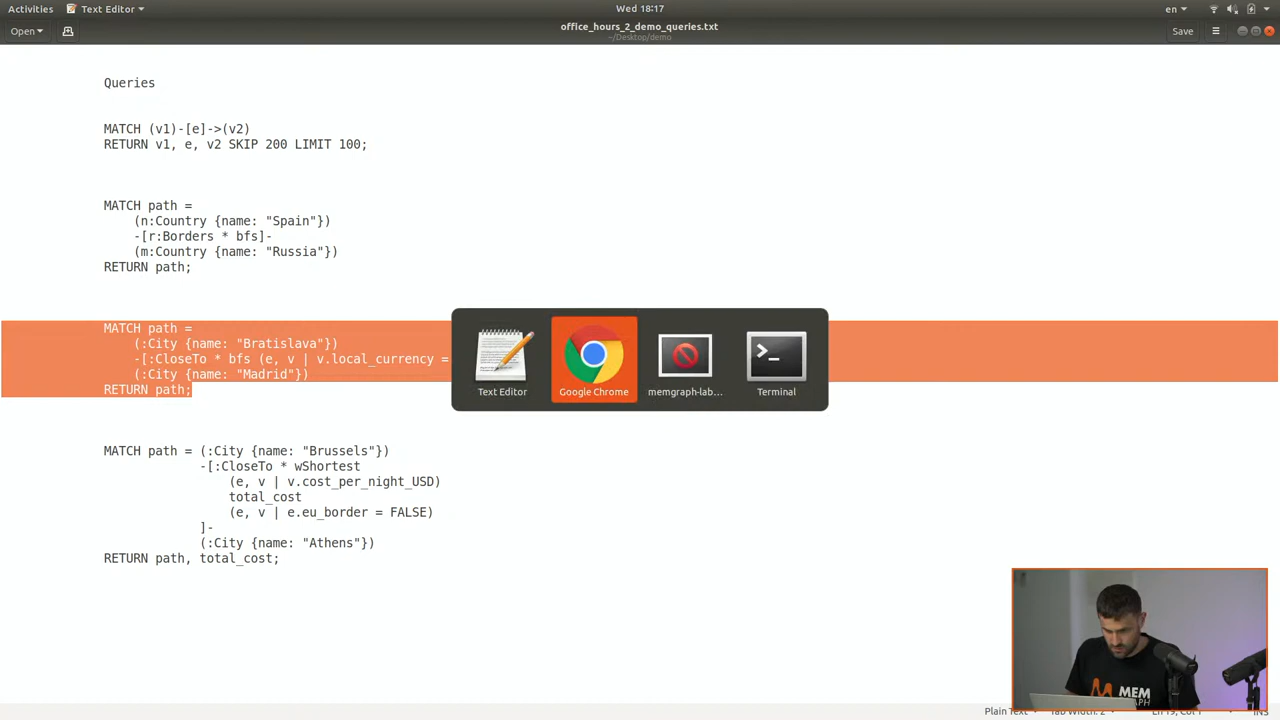 Activities
Text Editor
Wed 18:17
en
Open
office_hours_2_demo_queries.txt
~/Desktop/demo
Save
Queries
MATCH (v1)-[e]->(v2)
RETURN v1, e, v2 SKIP 200 LIMIT 100;
MATCH path =
(n:Country {name: "Spain"})
-[r:Borders * bfs]-
(m:Country {name: "Russia"})
RETURN path;
MATCH path =
(:City {name: "Bratislava"})
-[:CloseTo * bfs (e, v | v.local_currency =
(:City {name: "Madrid"})
RETURN path;
Text Editor
Google Chrome
memgraph-lab...
Terminal
MATCH path = (:City {name: "Brussels"})
-[:CloseTo * wShortest
(e, v | v.cost_per_night_USD)
total_cost
(e, v | e.eu_border = FALSE)
]-
(:City {name: "Athens"})
RETURN path, total_cost;
MEM
Plain Text